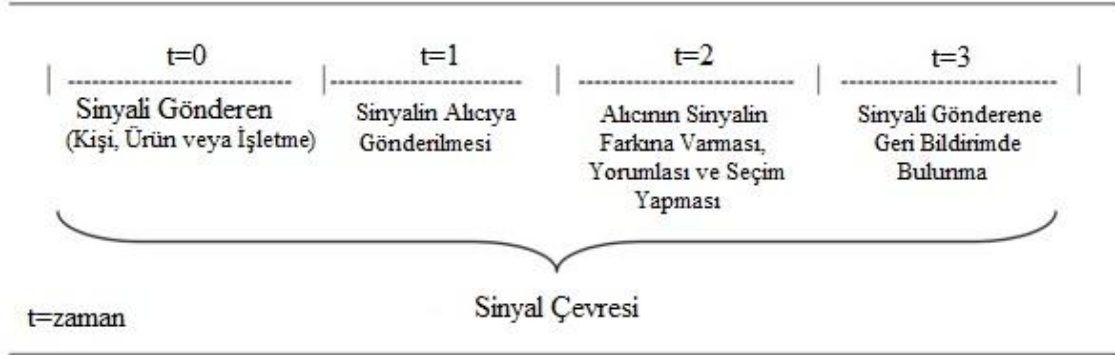 t=0
t=1
t=2
t=3
Sinyali Gönderen
(Kişi, Ürün veya İşletme)
Sinyalin Alıcıya
Gönderilmesi
Alıcının Sinyalin
Farkına Varması,
Yorumlası ve Seçim
Yapması
Sinyali Gönderene
Geri Bildirimde
Bulunma
Sinyal Çevresi
t=zaman